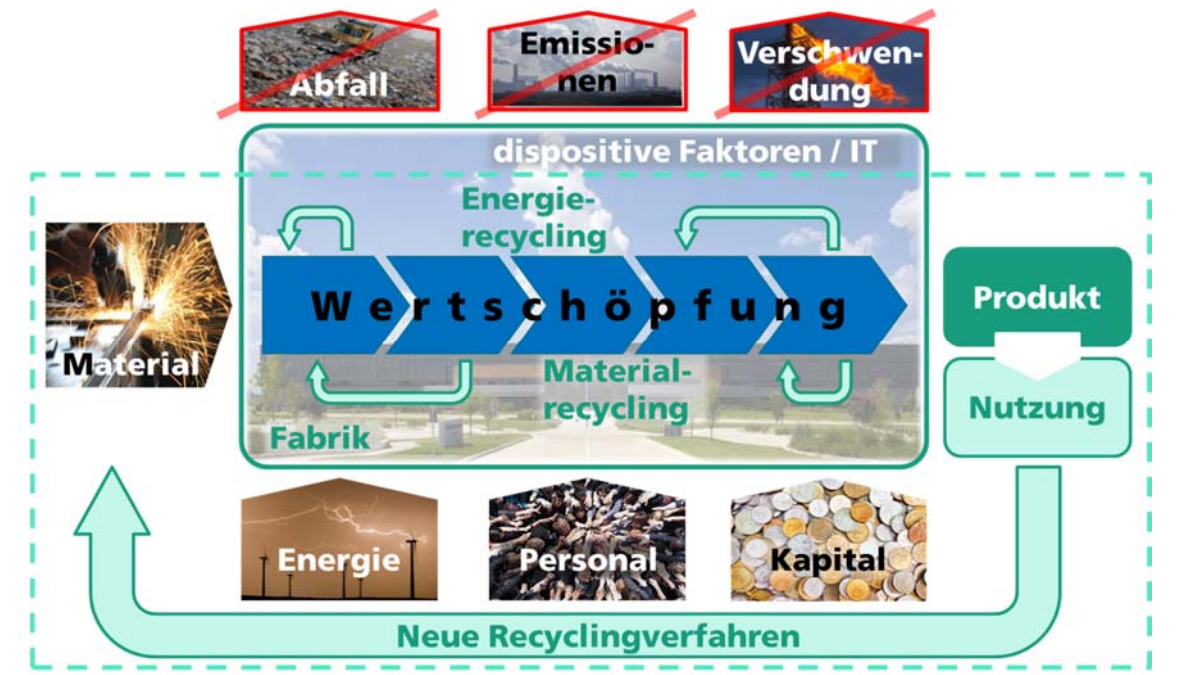 Abfall
Emissio-
nen
Verschwen-
dung
dispositive Faktoren / IT
Energie-
recycling
Material
Wertschöpfung
Produkt
Material-
recycling
Nutzung
Fabrik
Energie
Personal
Kapital
Neue Recyclingverfahren